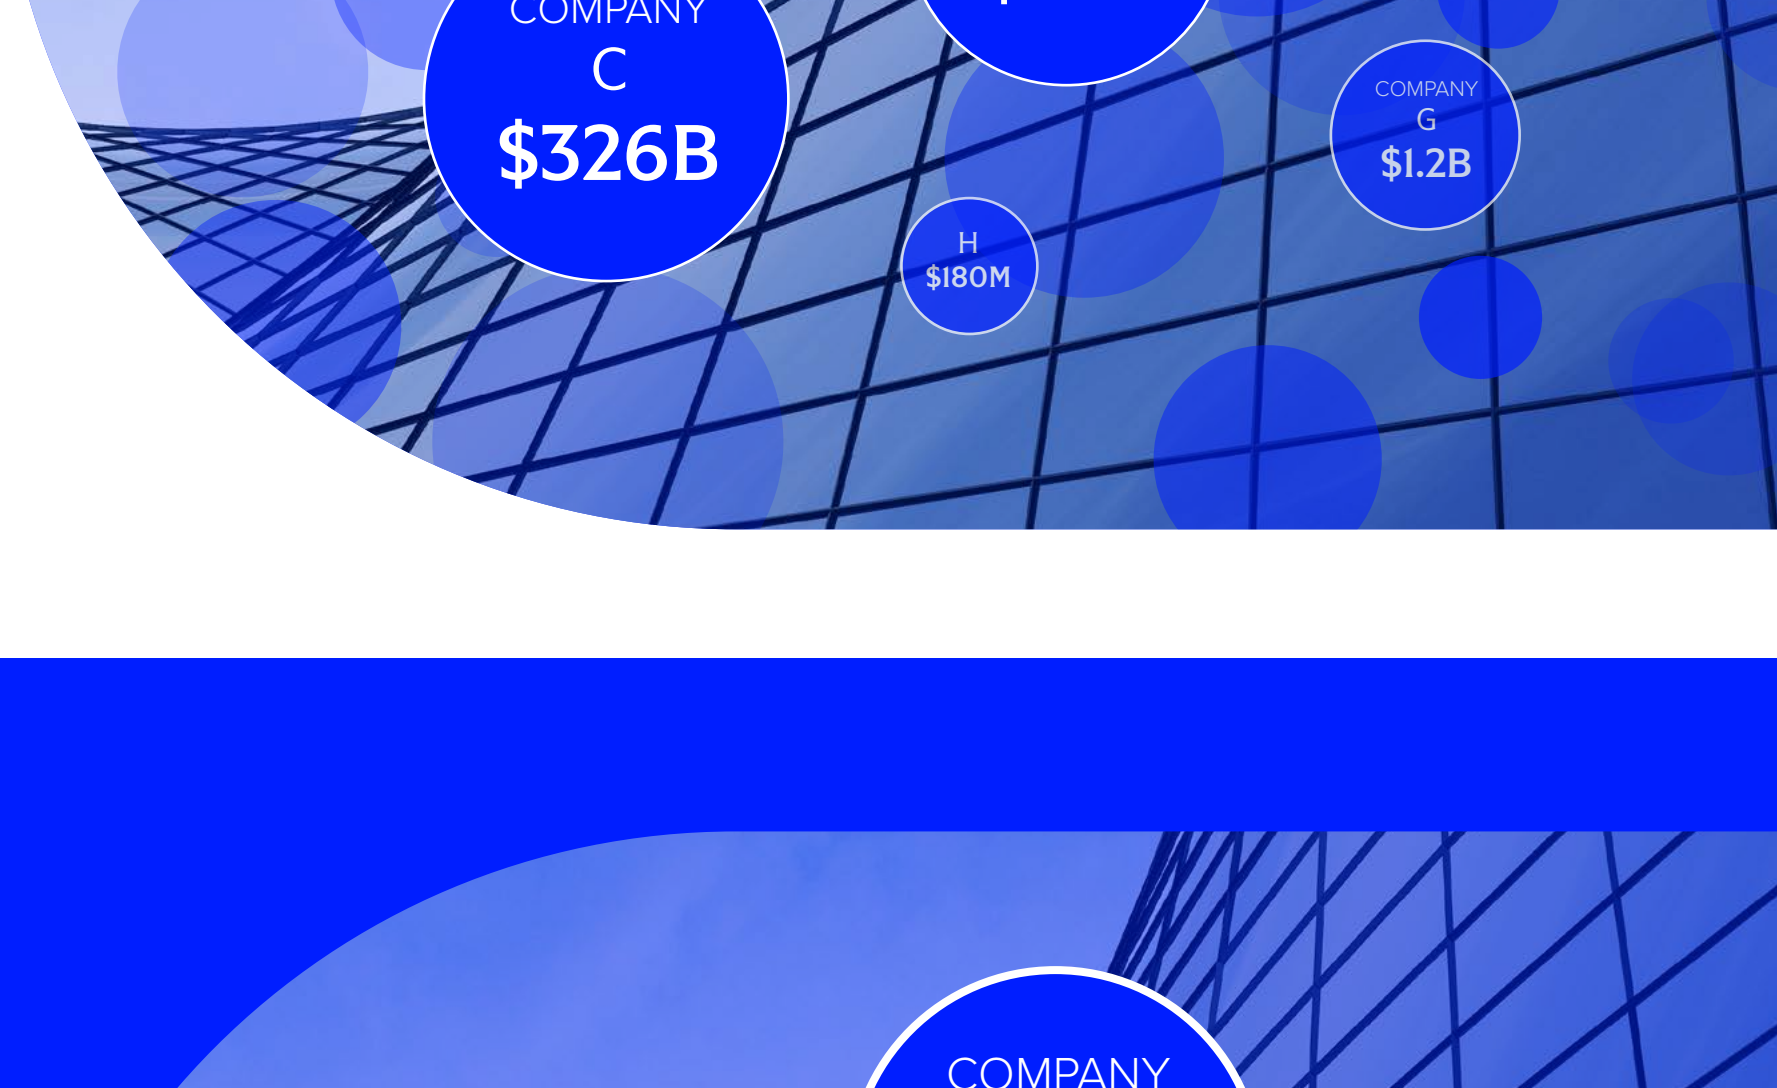 COMPANY
C
$326B
COMPANY
G
$1.2B
H
$180M
COMPANY